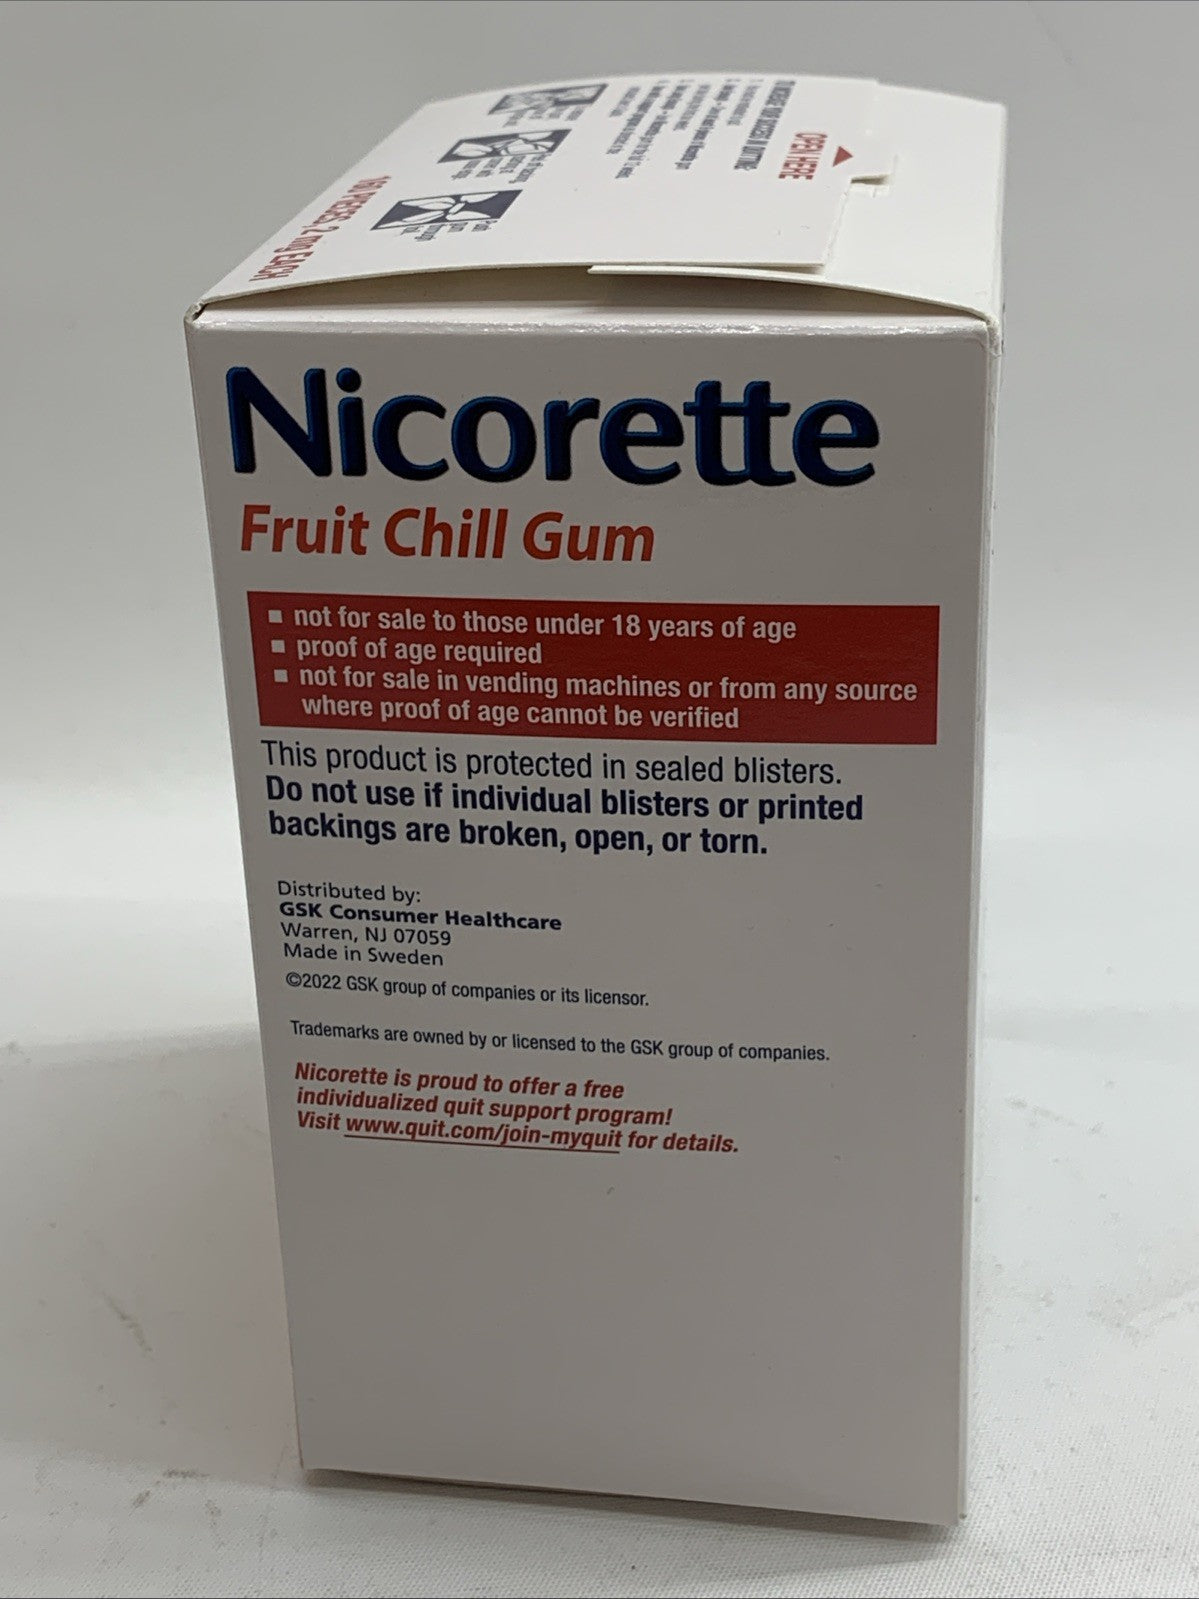 OPEN HERE
160 PIECES, 2 mg EACH
Nicorette
Fruit Chill Gum
▪ not for sale to those under 18 years of age
▪ proof of age required
▪ not for sale in vending machines or from any source
where proof of age cannot be verified
This product is protected in sealed blisters.
Do not use if individual blisters or printed
backings are broken, open, or torn.
Distributed by:
GSK Consumer Healthcare
Warren, NJ 07059
Made in Sweden
©2022 GSK group of companies or its licensor.
Trademarks are owned by or licensed to the GSK group of companies.
Nicorette is proud to offer a free
individualized quit support program!
Visit www.quit.com/join-myquit for details.